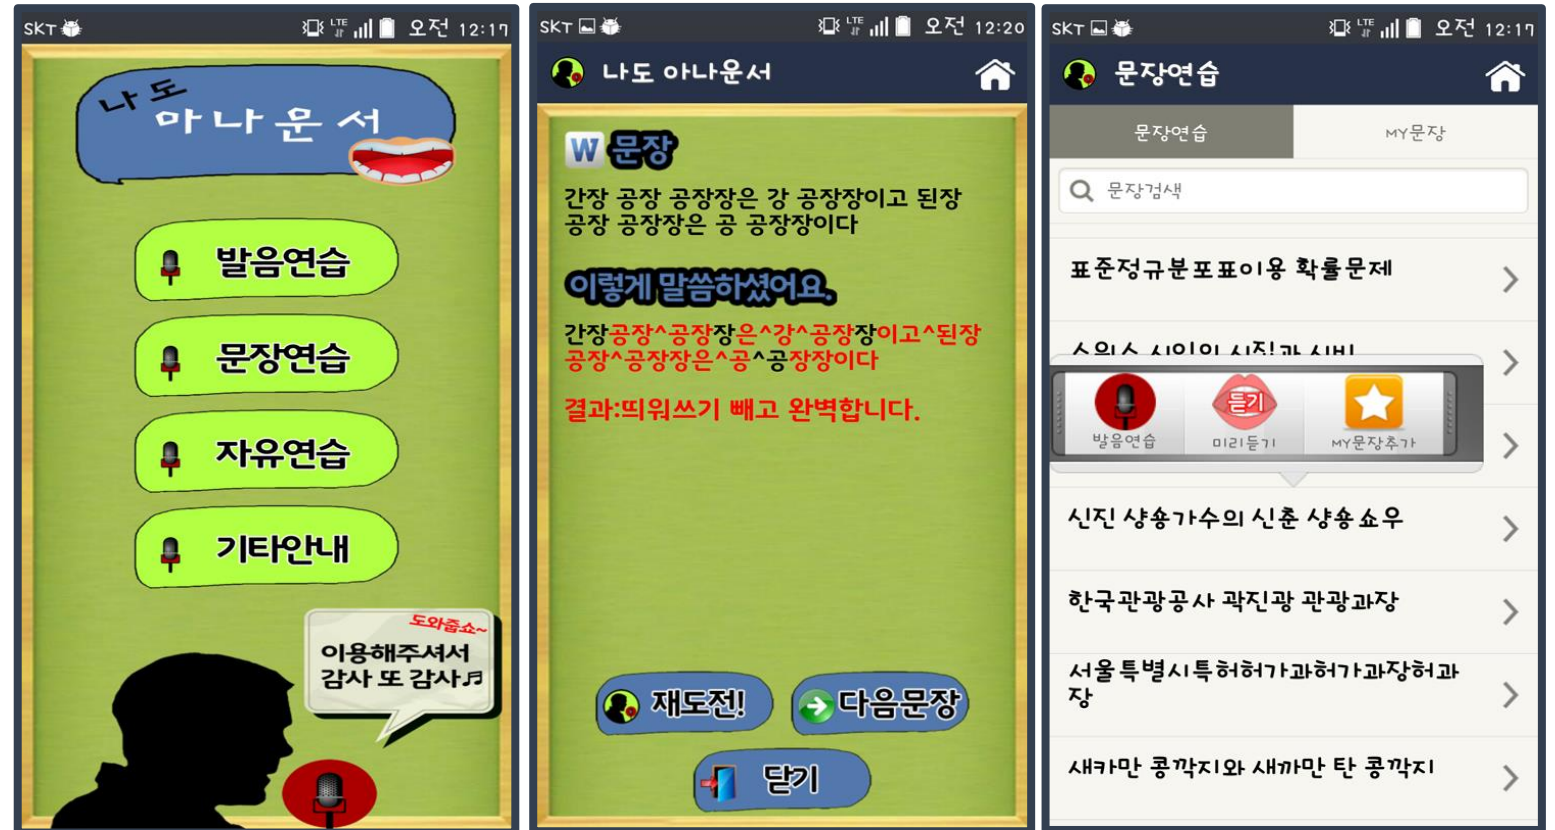 SKT LTE 오전 12:17
나도
아나운서
발음연습
문장연습
자유연습
기타안내
도와줍쇼~
이용해주셔서
감사 또 감사♬
SKT LTE 오전 12:20
나도 아나운서
W 문장
간장 공장 공장장은 강 공장장이고 된장
공장 공장장은 공 공장장이다
이렇게 말씀하셨어요.
간장공장^공장장은^강^공장장이고^된장
공장^공장장은^공^공장장이다
결과:띄워쓰기 빼고 완벽합니다.
재도전!
다음문장
닫기
SKT LTE 오전 12:17
문장연습
문장연습
MY문장
문장검색
표준정규분포표이용 확률문제
듣기
발음연습
미리듣기
MY문장추가
신진 샹숑가수의 신춘 샹숑쇼우
한국관광공사 곽진광 관광과장
서울특별시특허허가과허가과장허과
장
새카만 콩깍지와 새까만 탄 콩깍지